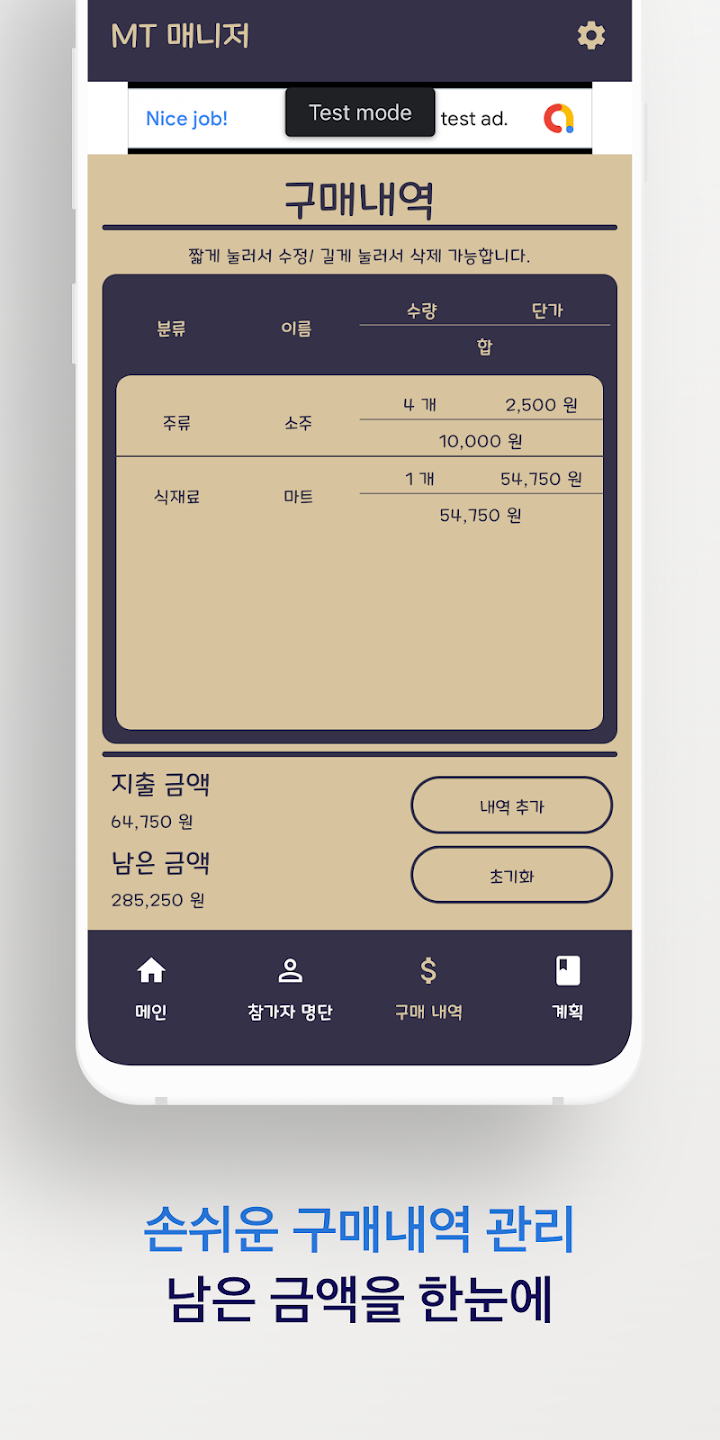 MT 매니저
Nice job! Test mode test ad.
구매내역
짧게 눌러서 수정/ 길게 눌러서 삭제 가능합니다.
분류 이름 수량 단가
합
주류 소주 4 개 2,500 원
10,000 원
식재료 마트 1 개 54,750 원
54,750 원
지출 금액
64,750 원
내역 추가
남은 금액
285,250 원
초기화
메인 참가자 명단 구매 내역 계획
손쉬운 구매내역 관리
남은 금액을 한눈에